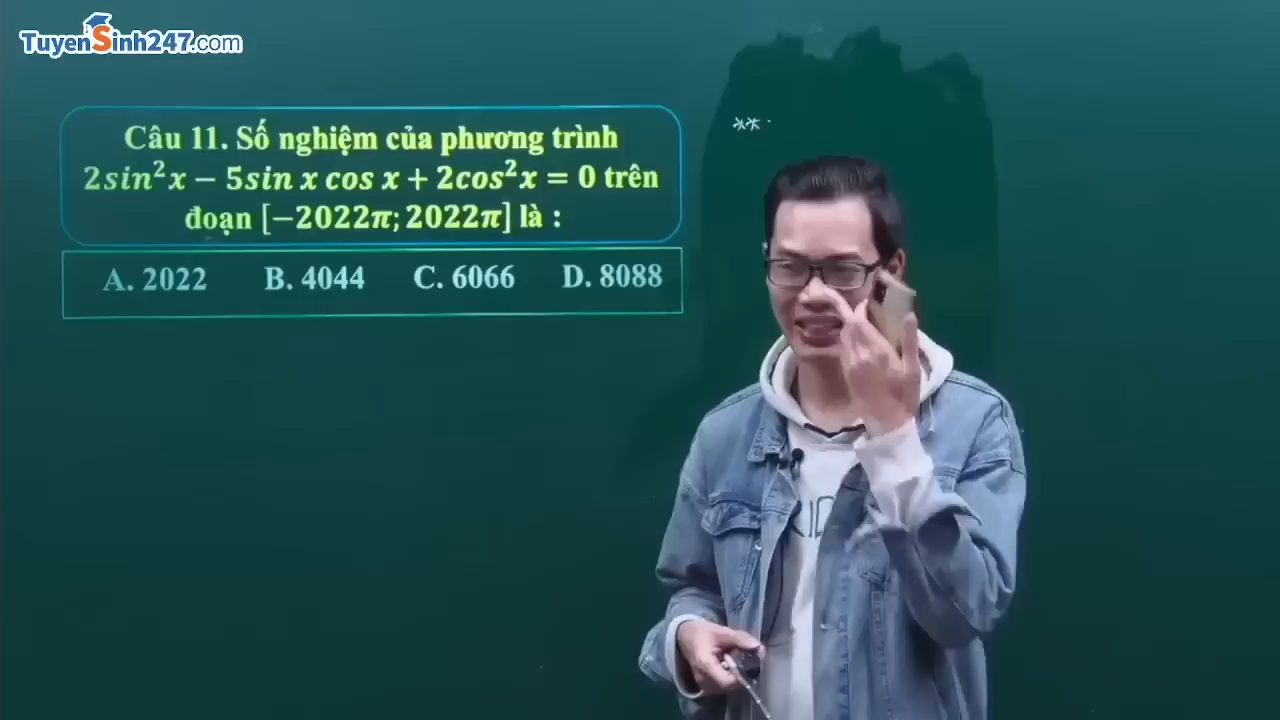 TuyenSinh247.com
Câu 11. Số nghiệm của phương trình
2sin²x − 5sin x cos x + 2cos²x = 0 trên
đoạn [−2022π; 2022π] là :
A. 2022 B. 4044 C. 6066 D. 8088
**